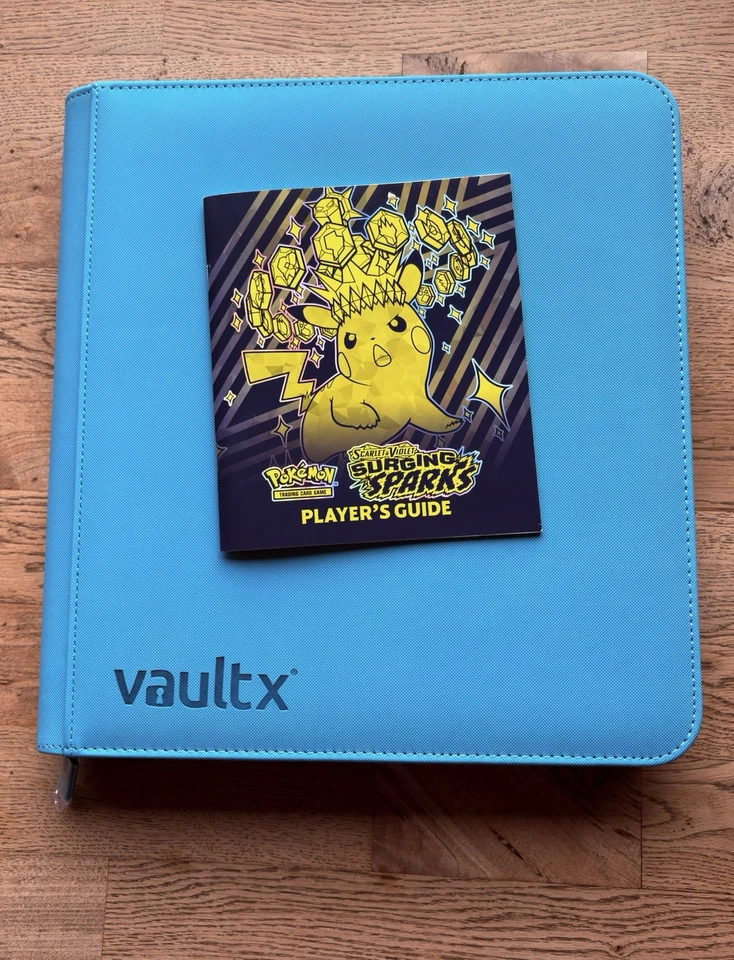 Pokémon
TRADING CARD GAME
SCARLET & VIOLET
SURGING
SPARKS
PLAYER'S GUIDE
vaultx®